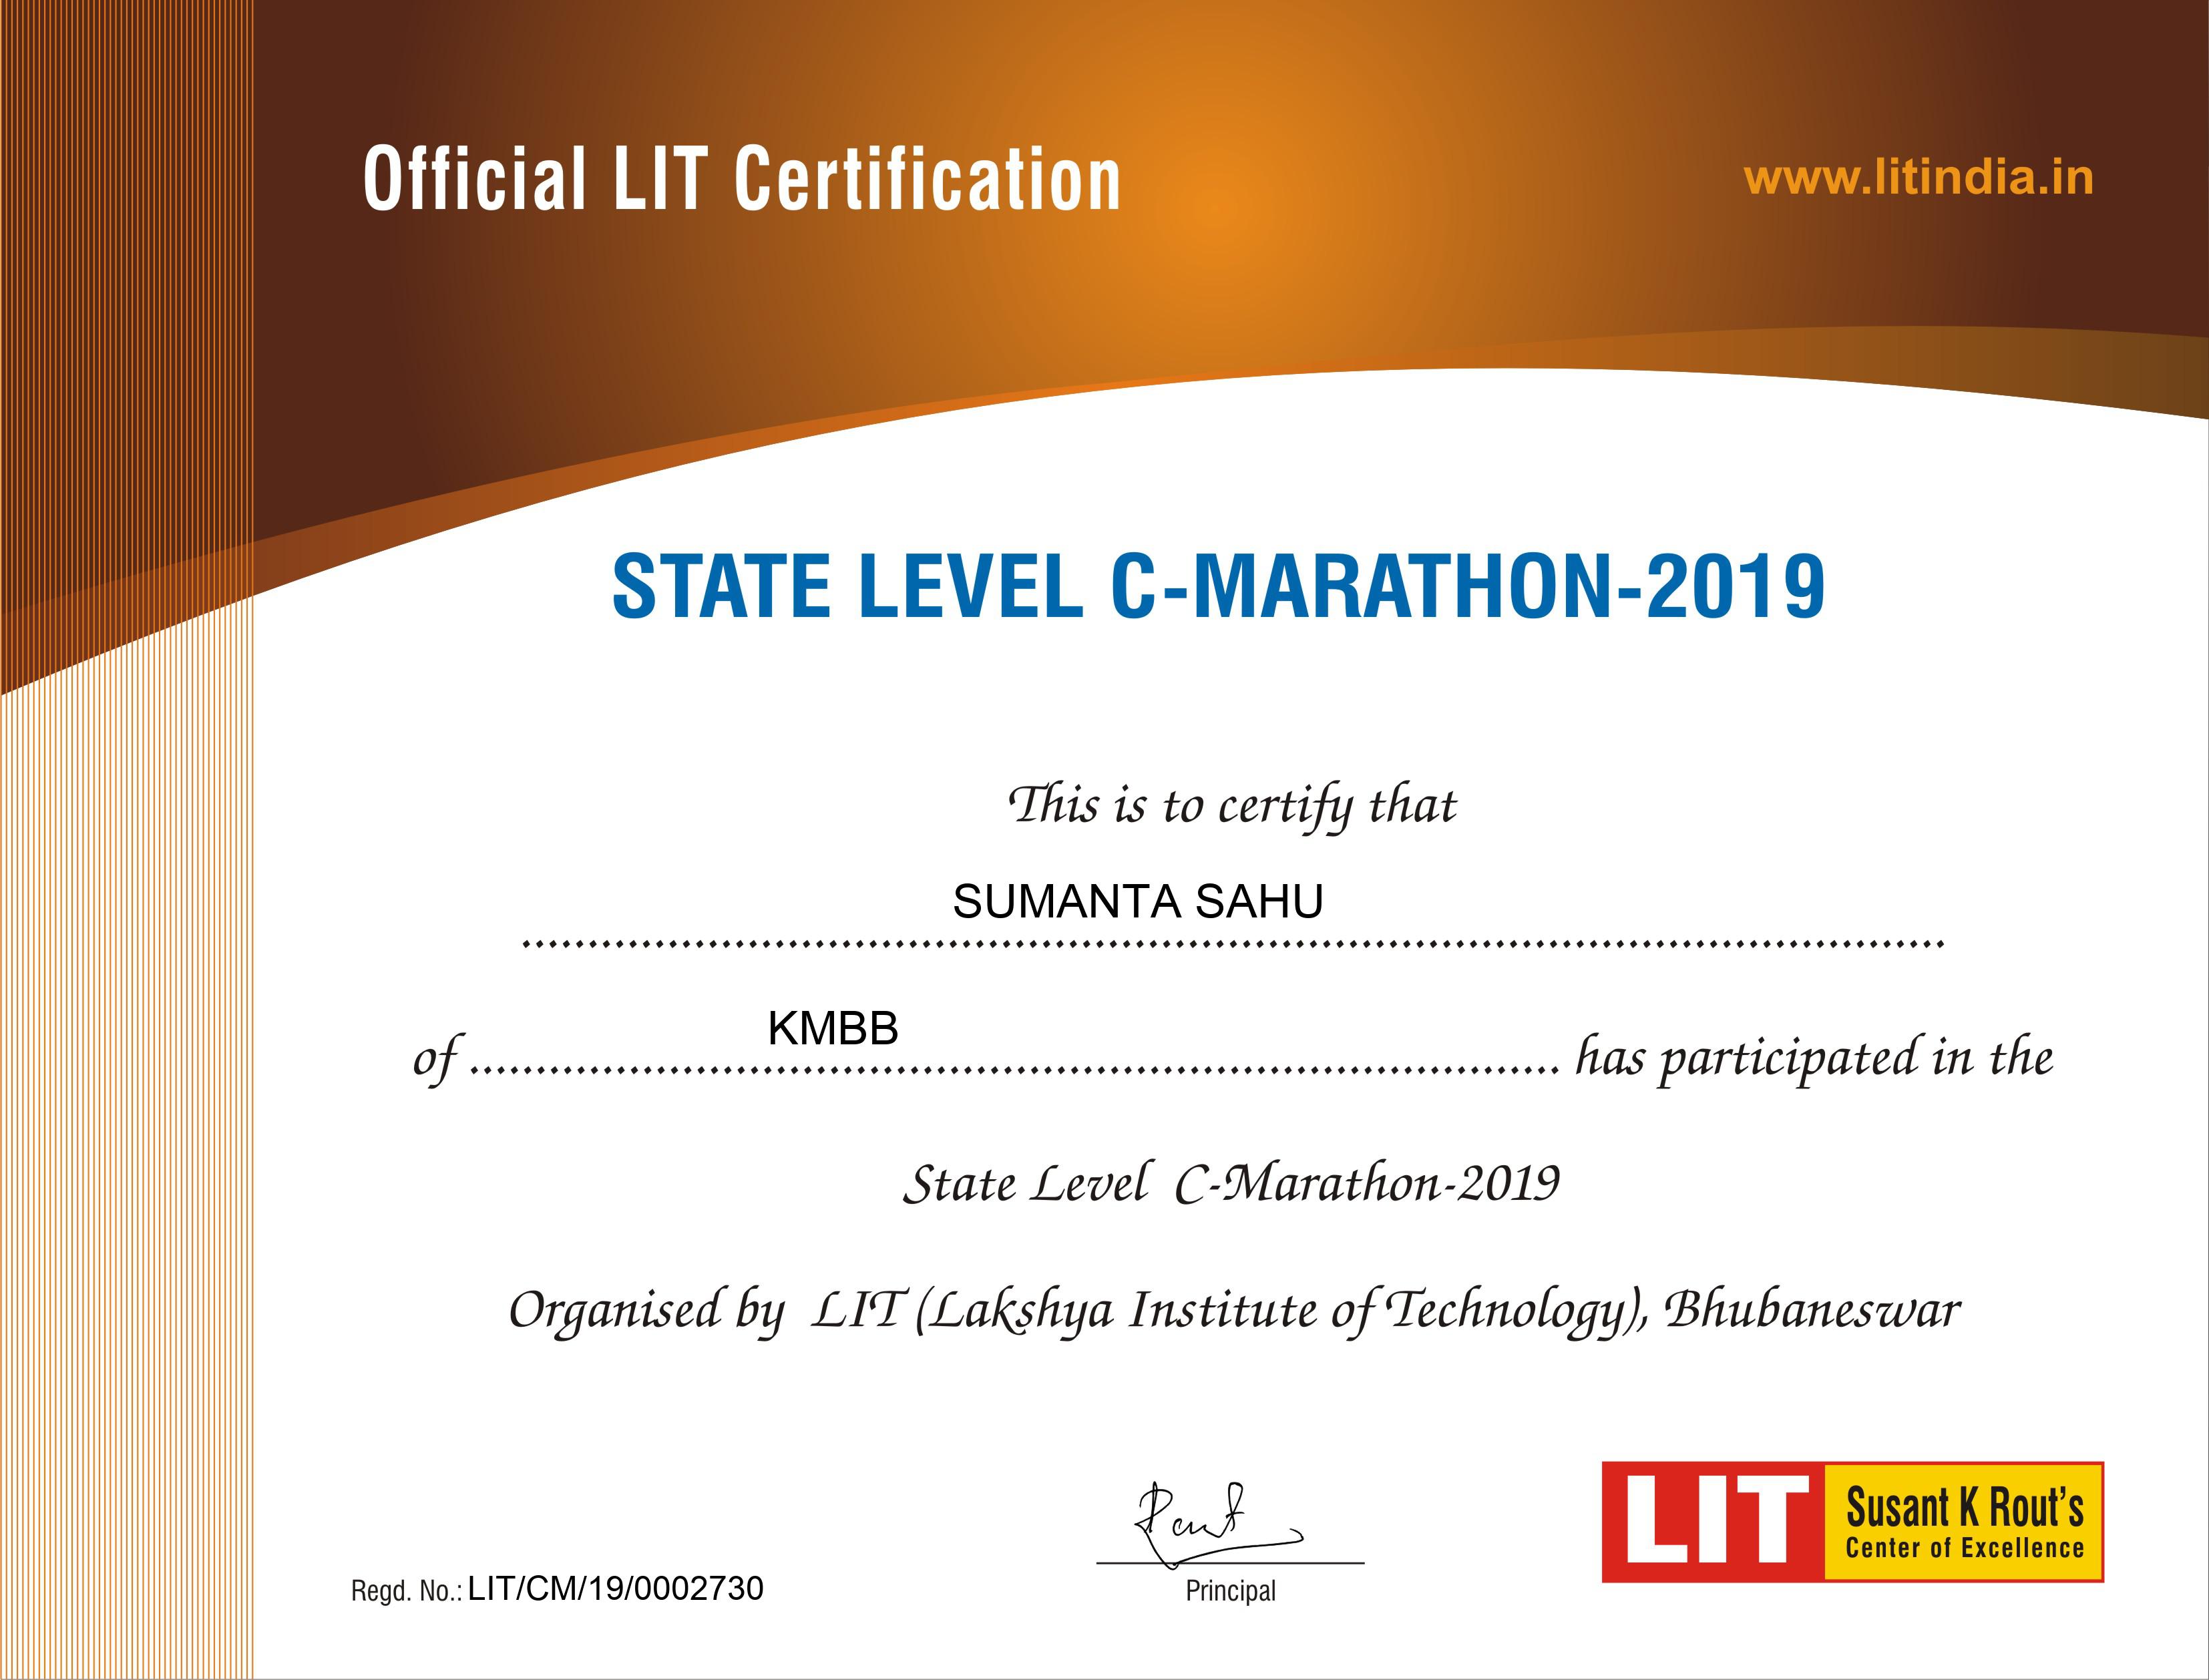 Official LIT Certification
www.litindia.in
STATE LEVEL C-MARATHON-2019
This is to certify that
SUMANTA SAHU
of KMBB has participated in the
State Level C-Marathon-2019
Organised by LIT (Lakshya Institute of Technology), Bhubaneswar
Regd. No.: LIT/CM/19/0002730
Principal
LIT
Susant K Rout's
Center of Excellence